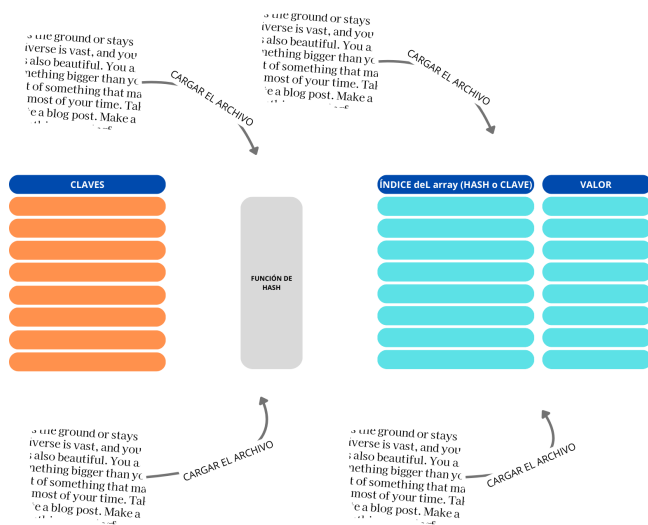 s the ground or stays
iverse is vast, and you
also beautiful. You a
nething bigger than yo
t of something that ma
most of your time. Tal
e a blog post. Make a
CARGAR EL ARCHIVO
s the ground or stays
iverse is vast, and you
also beautiful. You a
nething bigger than yo
t of something that ma
most of your time. Tal
e a blog post. Make a
CARGAR EL ARCHIVO
CLAVES
FUNCIÓN DE
HASH
ÍNDICE deL array (HASH o CLAVE)
VALOR
s the ground or stays
iverse is vast, and you
also beautiful. You a
nething bigger than yo
t of something that ma
most of your time. Tal
e a blog post. Make a
CARGAR EL ARCHIVO
s the ground or stays
iverse is vast, and you
also beautiful. You a
nething bigger than yo
t of something that ma
most of your time. Tal
e a blog post. Make a
CARGAR EL ARCHIVO